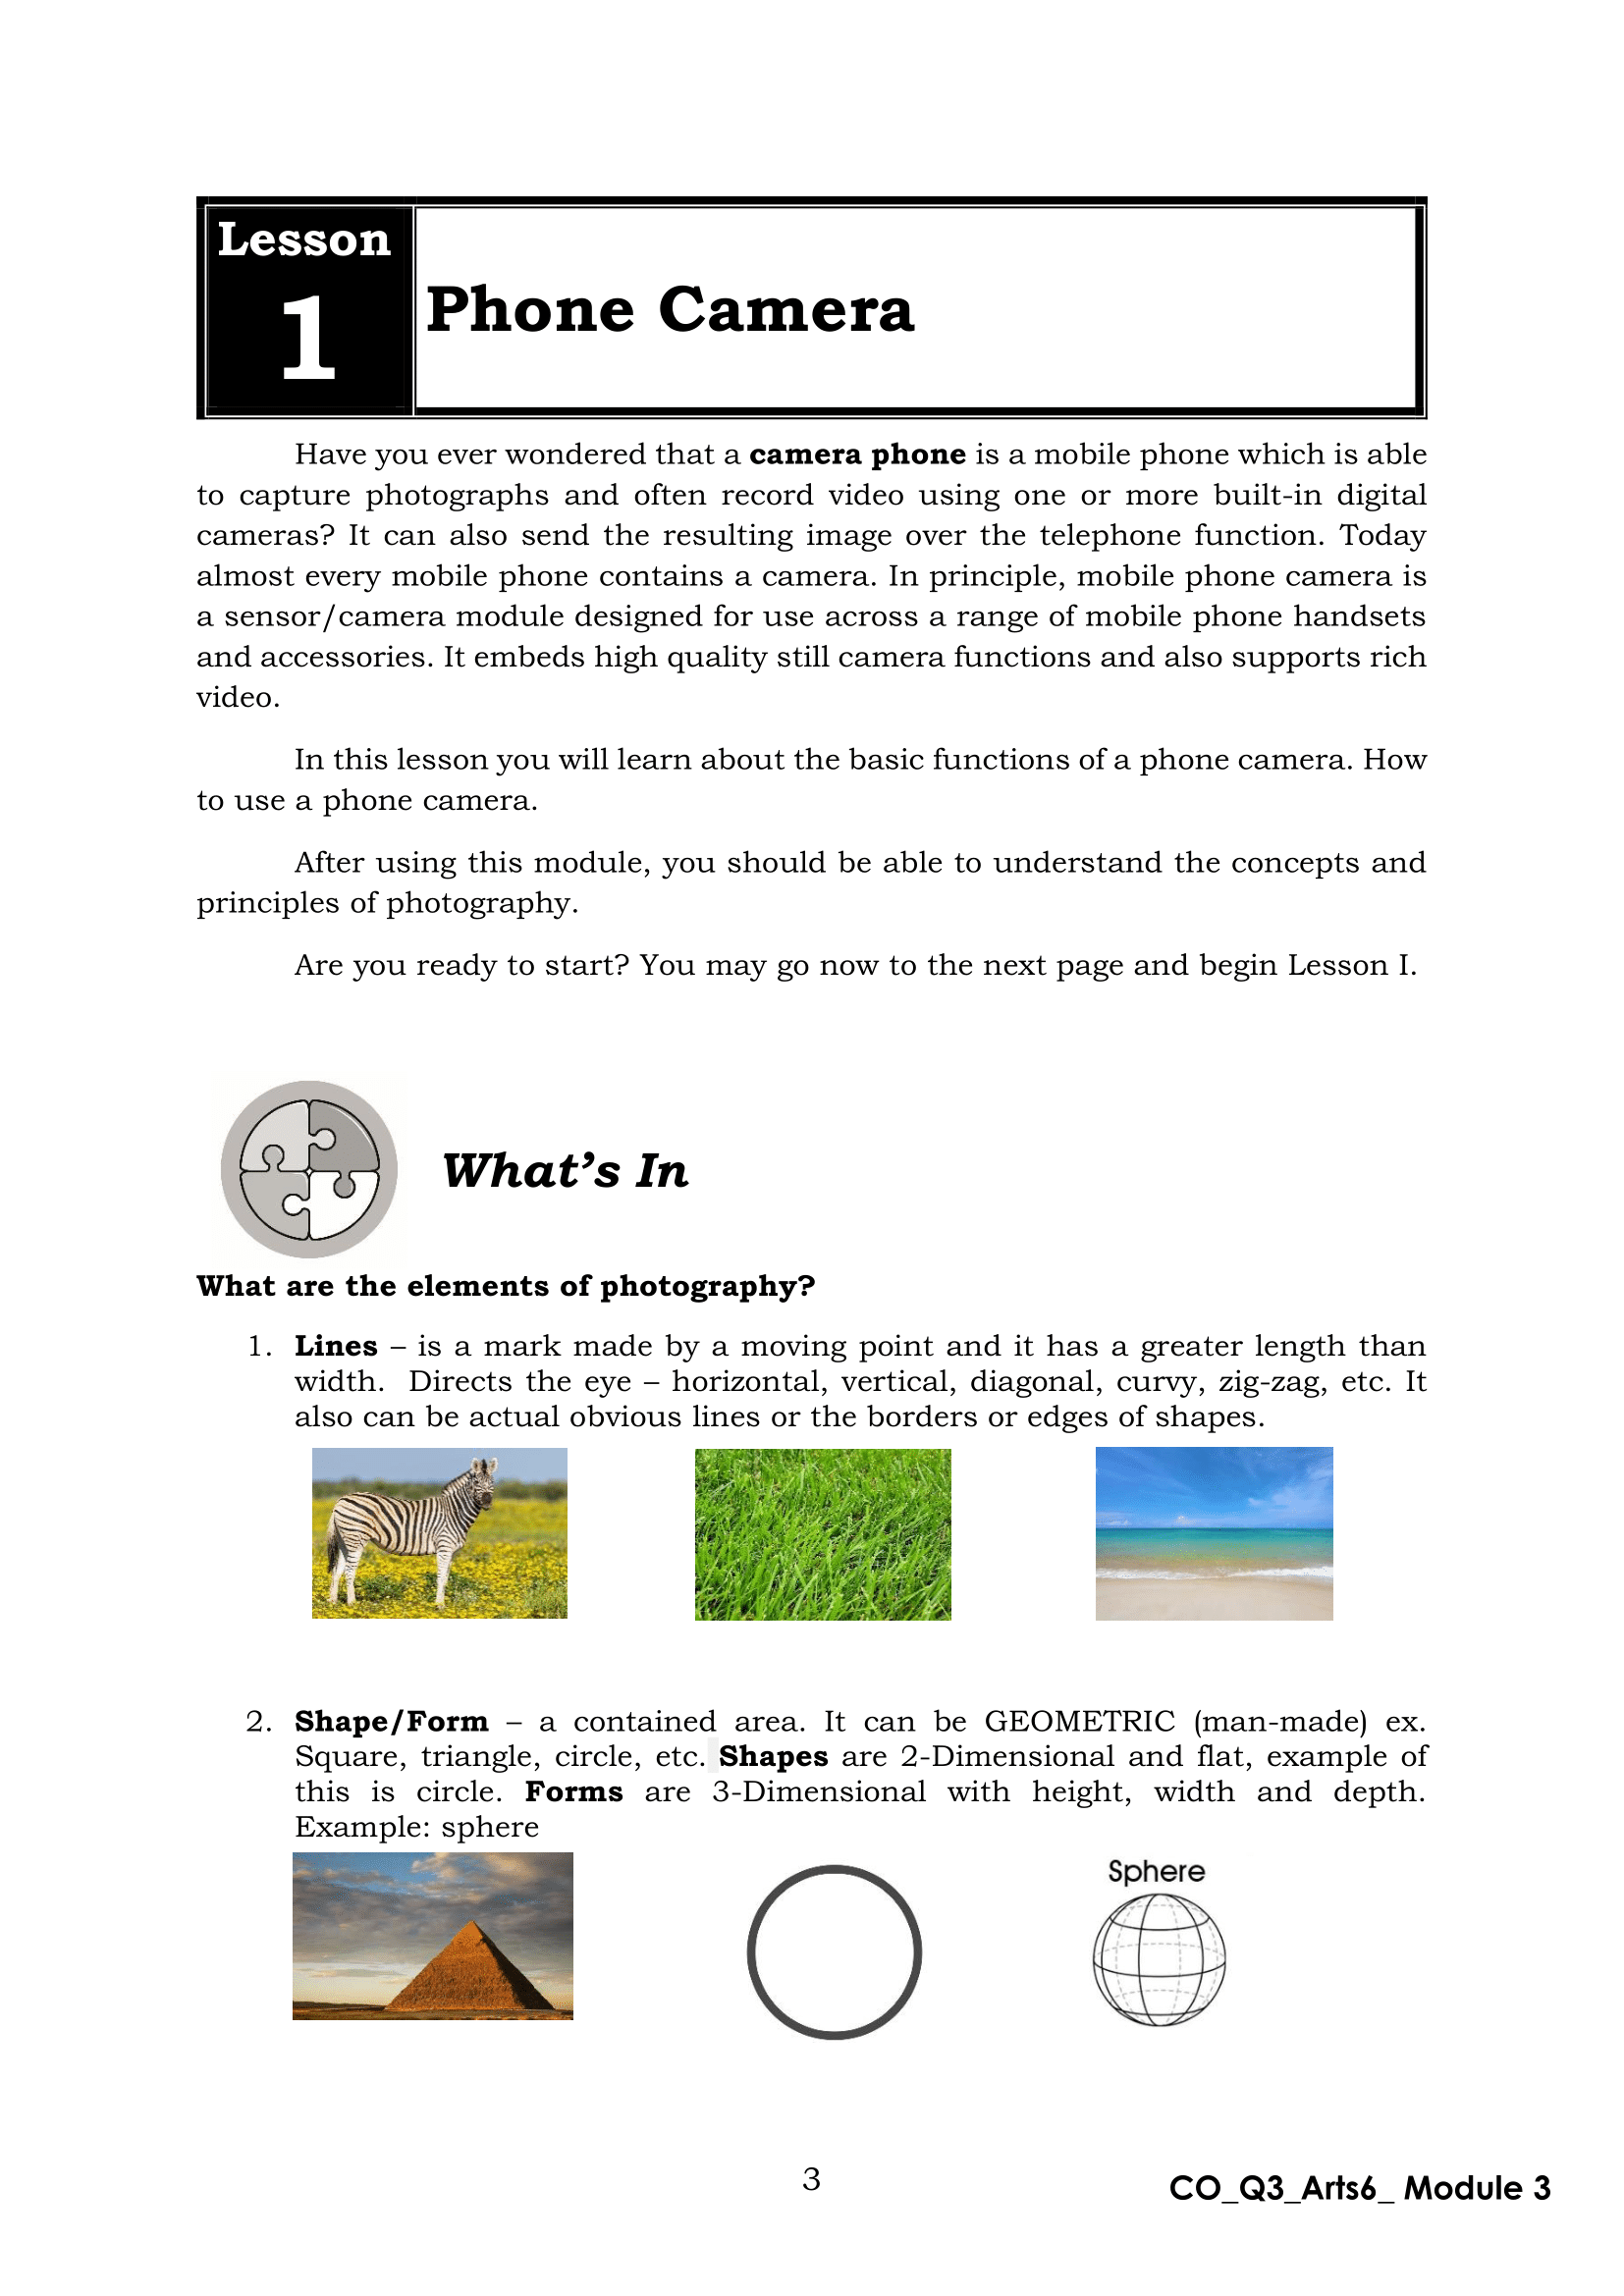 Lesson
1
Phone Camera
Have you ever wondered that a camera phone is a mobile phone which is able
to capture photographs and often record video using one or more built-in digital
cameras? It can also send the resulting image over the telephone function. Today
almost every mobile phone contains a camera. In principle, mobile phone camera is
a sensor/camera module designed for use across a range of mobile phone handsets
and accessories. It embeds high quality still camera functions and also supports rich
video.
In this lesson you will learn about the basic functions of a phone camera. How
to use a phone camera.
After using this module, you should be able to understand the concepts and
principles of photography.
Are you ready to start? You may go now to the next page and begin Lesson I.
What's In
What are the elements of photography?
1. Lines – is a mark made by a moving point and it has a greater length than
width. Directs the eye – horizontal, vertical, diagonal, curvy, zig-zag, etc. It
also can be actual obvious lines or the borders or edges of shapes.
2. Shape/Form – a contained area. It can be GEOMETRIC (man-made) ex.
Square, triangle, circle, etc. Shapes are 2-Dimensional and flat, example of
this is circle. Forms are 3-Dimensional with height, width and depth.
Example: sphere
Sphere
3
CO_Q3_Arts6_ Module 3